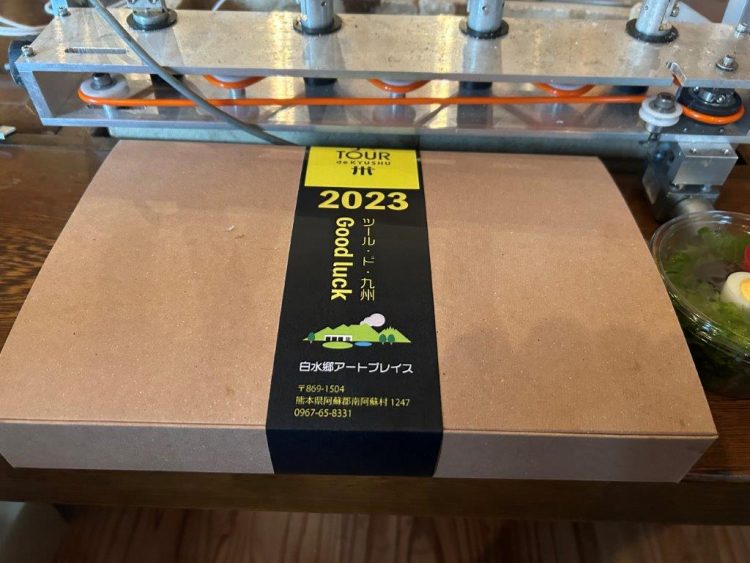 TOUR
de KYUSHU
2023
ツール・ド・九州
Good luck
白水郷アートプレイス
〒869-1504
熊本県阿蘇郡南阿蘇村 1247
0967-65-8331